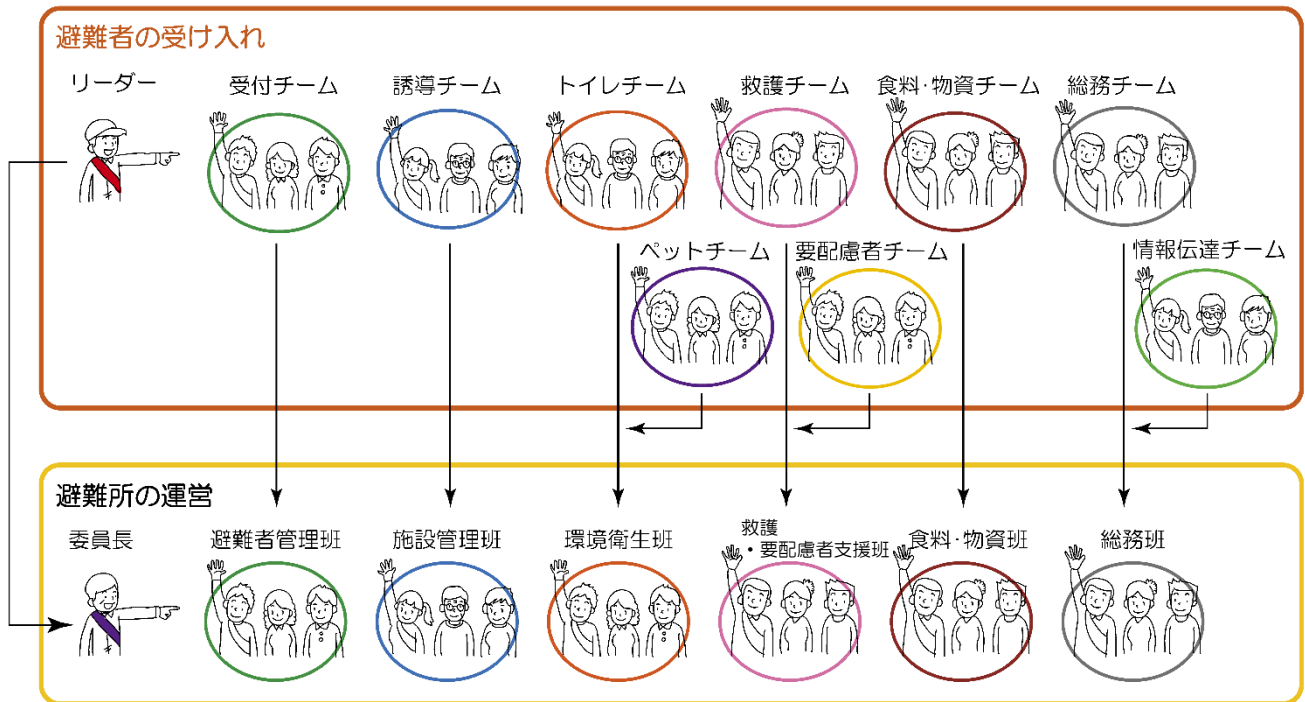 避難者の受け入れ
リーダー
受付チーム
誘導チーム
トイレチーム
救護チーム
食料・物資チーム
総務チーム
ペットチーム
要配慮者チーム
情報伝達チーム
避難所の運営
委員長
避難者管理班
施設管理班
環境衛生班
救護
・要配慮者支援班
食料・物資班
総務班